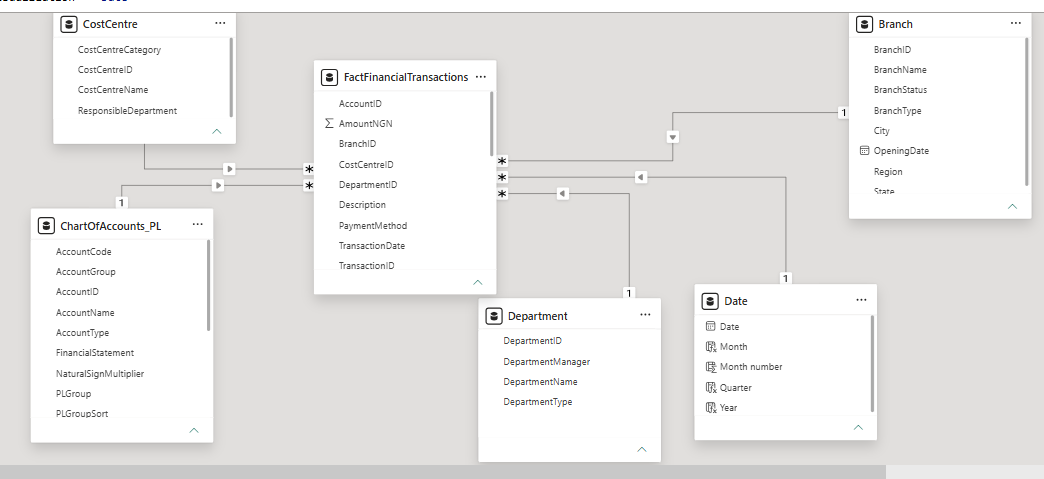 CostCentre
CostCentreCategory
CostCentreID
CostCentreName
ResponsibleDepartment
FactFinancialTransactions
AccountID
AmountNGN
BranchID
CostCentreID
DepartmentID
Description
PaymentMethod
TransactionDate
TransactionID
Branch
BranchID
BranchName
BranchStatus
BranchType
City
OpeningDate
Region
State
1
*
*
*
*
*
1
1
1
ChartOfAccounts_PL
AccountCode
AccountGroup
AccountID
AccountName
AccountType
FinancialStatement
NaturalSignMultiplier
PLGroup
PLGroupSort
Department
DepartmentID
DepartmentManager
DepartmentName
DepartmentType
Date
Date
Month
Month number
Quarter
Year